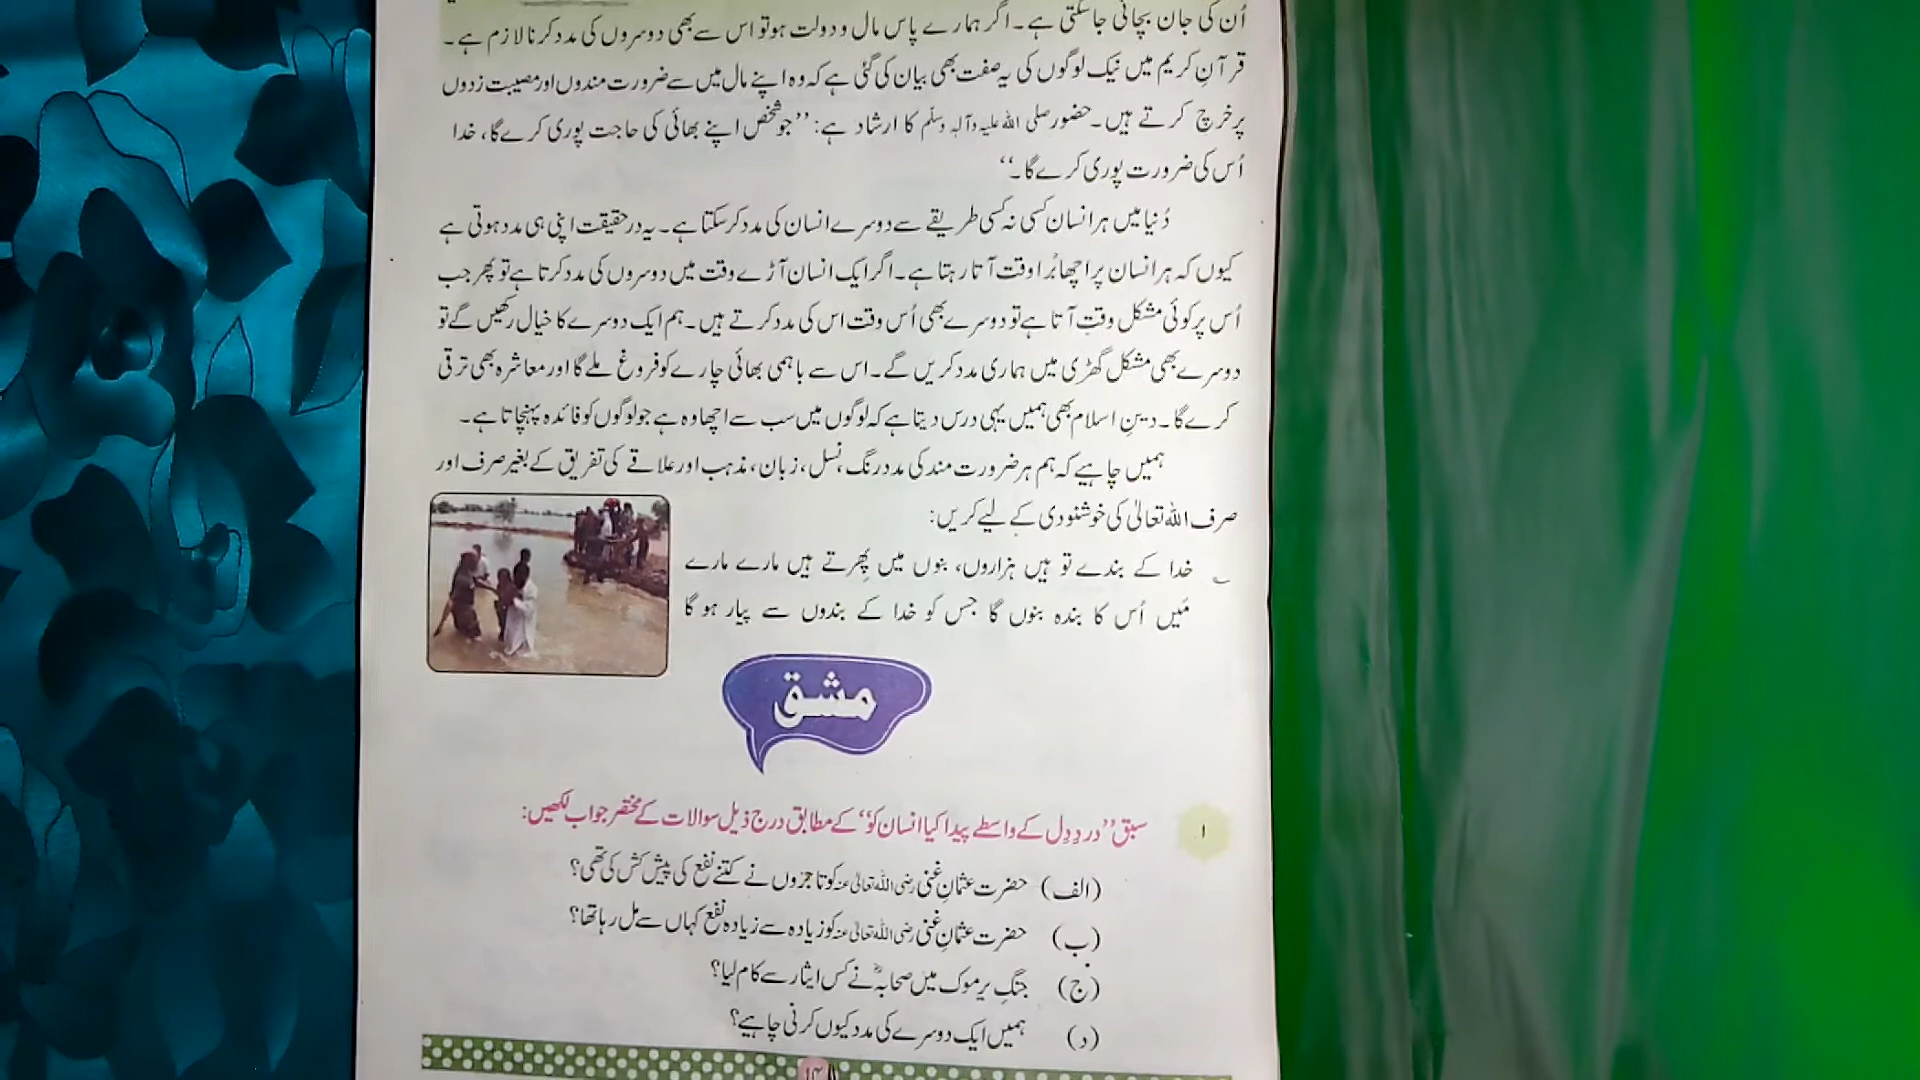 اُن کی جان بچائی جاسکتی ہے۔ اگر ہمارے پاس مال و دولت ہو تو اس سے بھی دوسروں کی مدد کرنا لازم ہے۔
قرآنِ کریم میں نیک لوگوں کی یہ صفت بھی بیان کی گئی ہے کہ وہ اپنے مال میں سے ضرورت مندوں اور مصیبت زدوں
پر خرچ کرتے ہیں۔ حضور صلی اللہ علیہ وآلہ وسلّم کا ارشاد ہے: ”جو شخص اپنے بھائی کی حاجت پوری کرے گا، خدا
اُس کی ضرورت پوری کرے گا۔“
دُنیا میں ہر انسان کسی نہ کسی طریقے سے دوسرے انسان کی مدد کر سکتا ہے۔ یہ درحقیقت اپنی ہی مدد ہوتی ہے
کیوں کہ ہر انسان پر اچھا بُرا وقت آتا رہتا ہے۔ اگر ایک انسان آڑے وقت میں دوسروں کی مدد کرتا ہے تو پھر جب
اُس پر کوئی مشکل وقت آتا ہے تو دوسرے بھی اُس وقت اس کی مدد کرتے ہیں۔ ہم ایک دوسرے کا خیال رکھیں گے تو
دوسرے بھی مشکل گھڑی میں ہماری مدد کریں گے۔ اس سے باہمی بھائی چارے کو فروغ ملے گا اور معاشرہ بھی ترقی
کرے گا۔ دینِ اسلام بھی ہمیں یہی درس دیتا ہے کہ لوگوں میں سب سے اچھا وہ ہے جو لوگوں کو فائدہ پہنچاتا ہے۔
ہمیں چاہیے کہ ہم ہر ضرورت مند کی مدد رنگ، نسل، زبان، مذہب اور علاقے کی تفریق کے بغیر صرف اور
صرف اللہ تعالیٰ کی خوشنودی کے لیے کریں:
؎ خدا کے بندے تو ہیں ہزاروں، بنوں میں پِھرتے ہیں مارے مارے
مَیں اُس کا بندہ بنوں گا جس کو خدا کے بندوں سے پیار ہو گا
مشق
۱ سبق ”دردِ دِل کے واسطے پیدا کیا انسان کو“ کے مطابق درج ذیل سوالات کے مختصر جواب لکھیں:
(الف) حضرت عثمانِ غنی رضی اللہ تعالیٰ عنہ کو تاجروں نے کتنے نفع کی پیش کش کی تھی؟
(ب) حضرت عثمانِ غنی رضی اللہ تعالیٰ عنہ کو زیادہ سے زیادہ نفع کہاں سے مل رہا تھا؟
(ج) جنگِ یرموک میں صحابہؓ نے کس ایثار سے کام لیا؟
(د) ہمیں ایک دوسرے کی مدد کیوں کرنی چاہیے؟